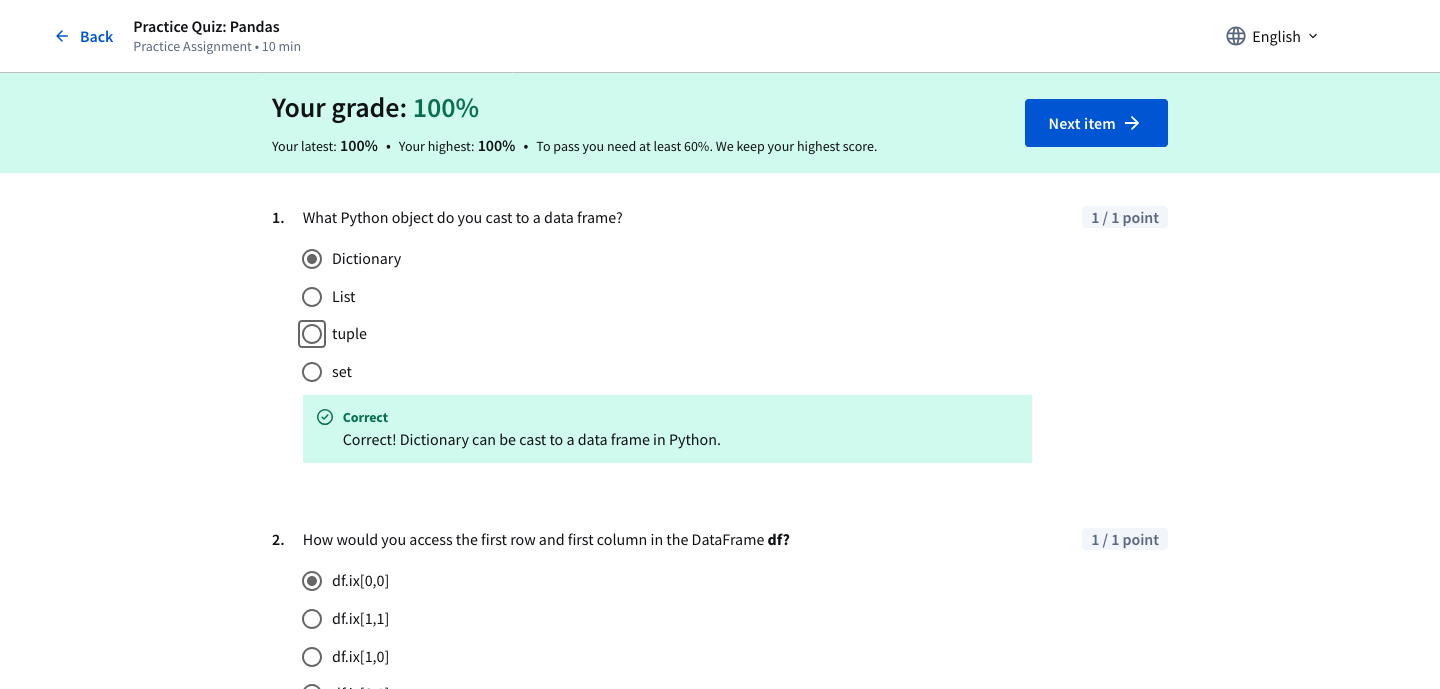 Back
Practice Quiz: Pandas
Practice Assignment • 10 min
English
Your grade: 100%
Your latest: 100% • Your highest: 100% • To pass you need at least 60%. We keep your highest score.
Next item
1. What Python object do you cast to a data frame?
1 / 1 point
Dictionary
List
tuple
set
Correct
Correct! Dictionary can be cast to a data frame in Python.
2. How would you access the first row and first column in the DataFrame df?
1 / 1 point
df.ix[0,0]
df.ix[1,1]
df.ix[1,0]